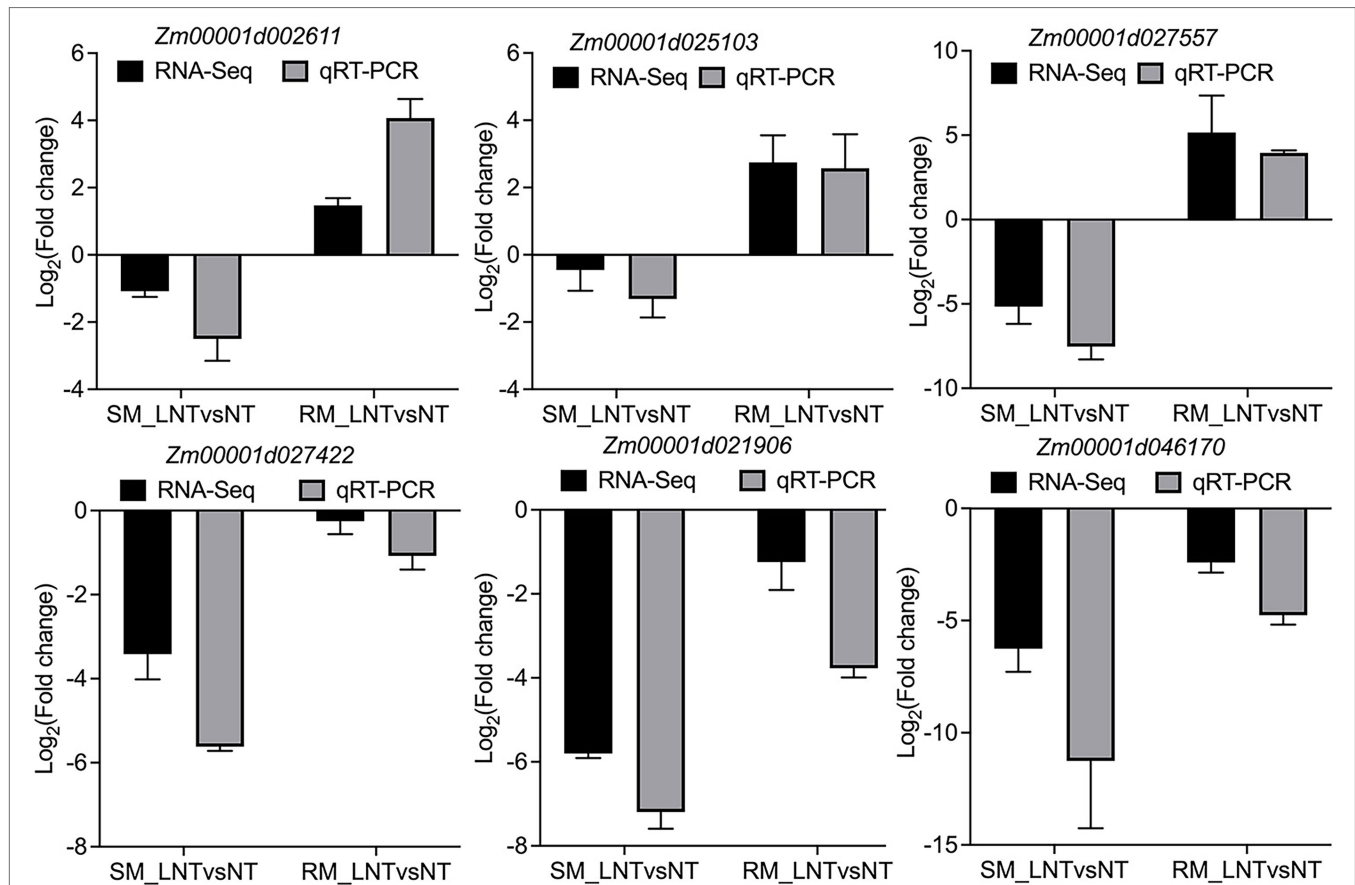 Zm00001d002611
RNA-Seq qRT-PCR
Log2(Fold change)
6
4
2
0
-2
-4
SM_LNTvsNT RM_LNTvsNT
Zm00001d025103
RNA-Seq qRT-PCR
Log2(Fold change)
6
4
2
0
-2
-4
SM_LNTvsNT RM_LNTvsNT
Zm00001d027557
RNA-Seq qRT-PCR
Log2(Fold change)
10
5
0
-5
-10
SM_LNTvsNT RM_LNTvsNT
Zm00001d027422
RNA-Seq qRT-PCR
Log2(Fold change)
0
-2
-4
-6
-8
SM_LNTvsNT RM_LNTvsNT
Zm00001d021906
RNA-Seq qRT-PCR
Log2(Fold change)
0
-2
-4
-6
-8
SM_LNTvsNT RM_LNTvsNT
Zm00001d046170
RNA-Seq qRT-PCR
Log2(Fold change)
0
-5
-10
-15
SM_LNTvsNT RM_LNTvsNT